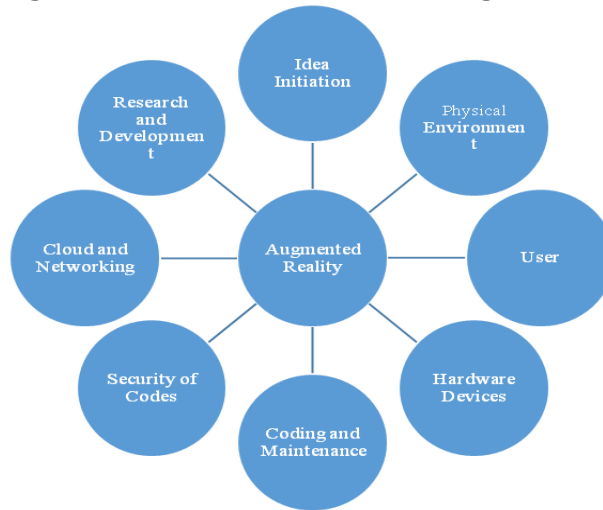 Idea
Initiation
Physical
Environmen
t
User
Hardware
Devices
Coding and
Maintenance
Security of
Codes
Cloud and
Networking
Research
and
Developmen
t
Augmented
Reality